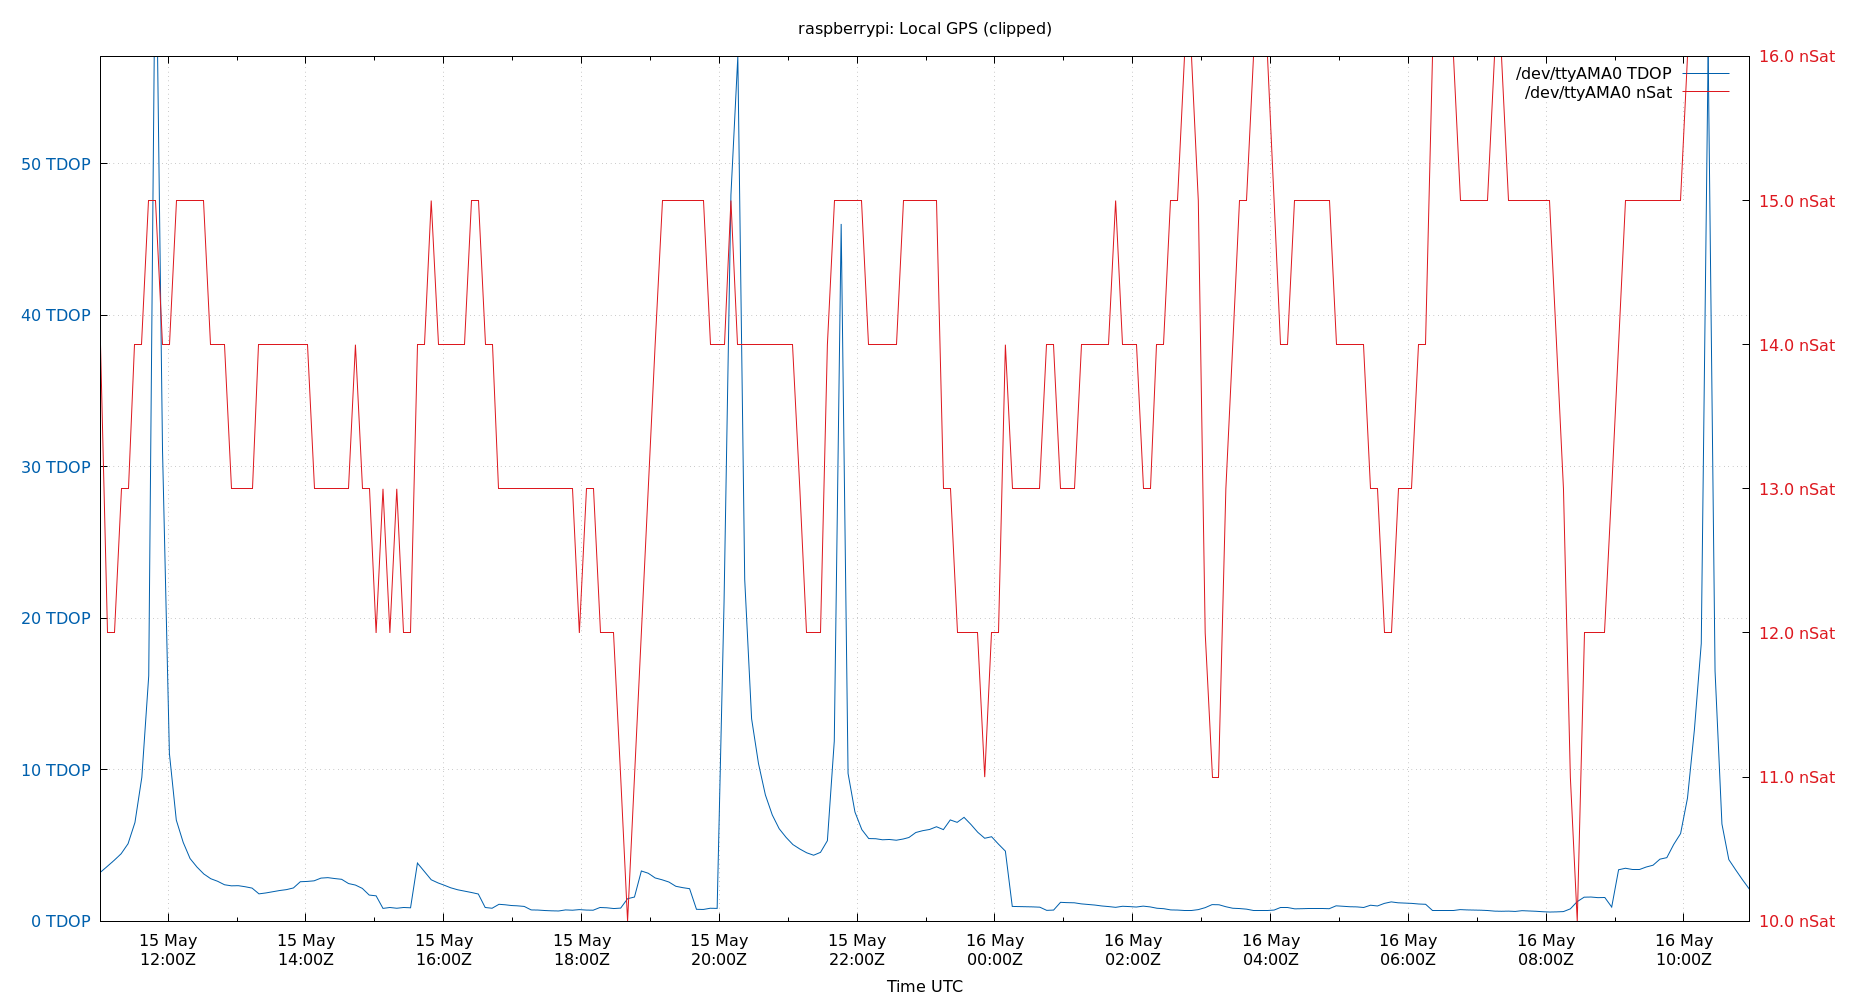 raspberrypi: Local GPS (clipped)
/dev/ttyAMA0 TDOP
/dev/ttyAMA0 nSat
50 TDOP
40 TDOP
30 TDOP
20 TDOP
10 TDOP
0 TDOP
16.0 nSat
15.0 nSat
14.0 nSat
13.0 nSat
12.0 nSat
11.0 nSat
10.0 nSat
15 May
12:00Z
15 May
14:00Z
15 May
16:00Z
15 May
18:00Z
15 May
20:00Z
15 May
22:00Z
16 May
00:00Z
16 May
02:00Z
16 May
04:00Z
16 May
06:00Z
16 May
08:00Z
16 May
10:00Z
Time UTC